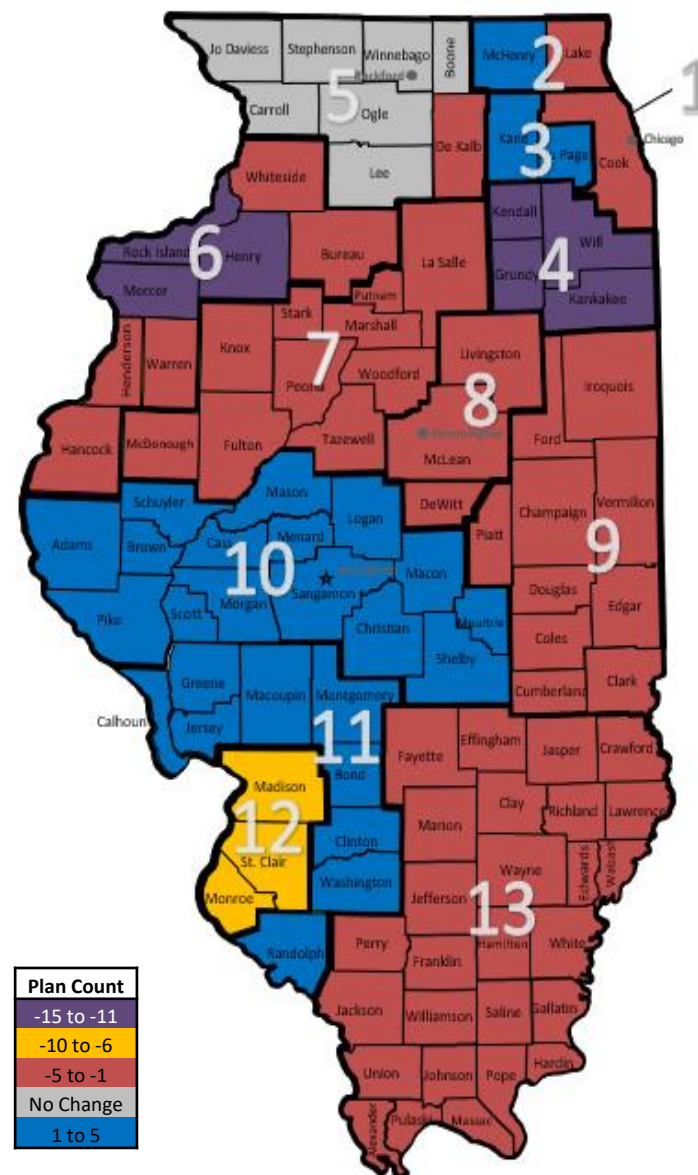 Jo Daviess
Stephenson
Winnebago
Boone
McHenry
2
Lake
1
Rockford
5
Carroll
Ogle
Kane
3
Page
Cook
Chicago
De Kalb
Lee
Whiteside
Kendall
Will
Rock Island
6
Henry
Bureau
La Salle
Grundy
4
Kankakee
Mercer
Putnam
Stark
Marshall
Henderson
Warren
Knox
7
Peoria
Woodford
Livingston
Iroquois
8
Hancock
McDonough
Fulton
Tazewell
McLean
Ford
Mason
Schuyler
Logan
DeWitt
Champaign
Vermilion
Adams
Brown
Cass
Menard
Piatt
9
10
Macon
Pike
Scott
Morgan
Sangamon
Douglas
Edgar
Christian
Moultrie
Coles
Shelby
Greene
Macoupin
Montgomery
Cumberland
Clark
Calhoun
Jersey
11
Fayette
Effingham
Jasper
Crawford
Madison
Bond
12
Clay
Richland
Lawrence
Marion
Clinton
St. Clair
Wayne
Edwards
Wabash
Washington
Monroe
Jefferson
13
Randolph
Perry
Hamilton
White
Franklin
Jackson
Williamson
Saline
Gallatin
Union
Johnson
Pope
Hardin
Alexander
Pulaski
Massac
Plan Count
-15 to -11
-10 to -6
-5 to -1
No Change
1 to 5